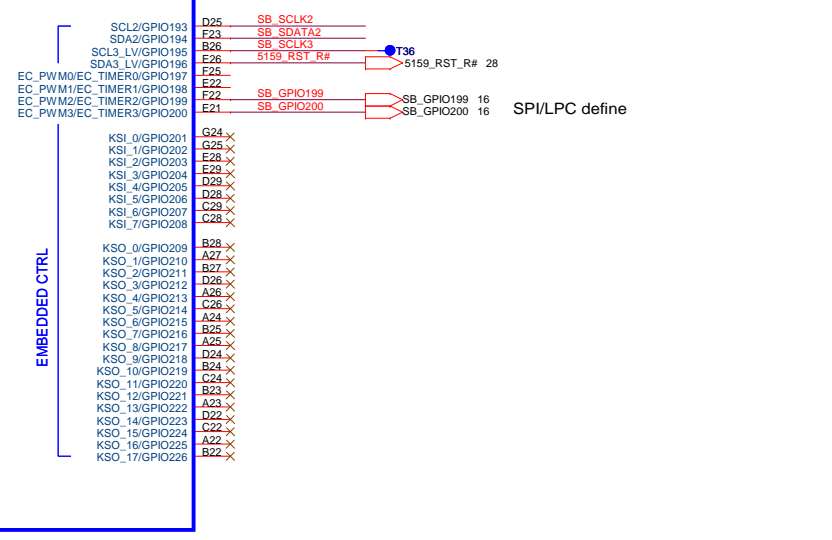 SCL2/GPIO193 D25 SB_SCLK2
SDA2/GPIO194 F23 SB_SDATA2
SCL3_LV/GPIO195 B26 SB_SCLK3 T36
SDA3_LV/GPIO196 E26 5159_RST_R# 5159_RST_R# 28
EC_PWM0/EC_TIMER0/GPIO197 F25
EC_PWM1/EC_TIMER1/GPIO198 E22
EC_PWM2/EC_TIMER2/GPIO199 F22 SB_GPIO199 SB_GPIO199 16
EC_PWM3/EC_TIMER3/GPIO200 E21 SB_GPIO200 SB_GPIO200 16 SPI/LPC define
KSI_0/GPIO201 G24
KSI_1/GPIO202 G25
KSI_2/GPIO203 E28
KSI_3/GPIO204 E29
KSI_4/GPIO205 D29
KSI_5/GPIO206 D28
KSI_6/GPIO207 C29
KSI_7/GPIO208 C28
EMBEDDED CTRL
KSO_0/GPIO209 B28
KSO_1/GPIO210 A27
KSO_2/GPIO211 B27
KSO_3/GPIO212 D26
KSO_4/GPIO213 A26
KSO_5/GPIO214 C26
KSO_6/GPIO215 A24
KSO_7/GPIO216 B25
KSO_8/GPIO217 A25
KSO_9/GPIO218 D24
KSO_10/GPIO219 B24
KSO_11/GPIO220 C24
KSO_12/GPIO221 B23
KSO_13/GPIO222 A23
KSO_14/GPIO223 D22
KSO_15/GPIO224 C22
KSO_16/GPIO225 A22
KSO_17/GPIO226 B22